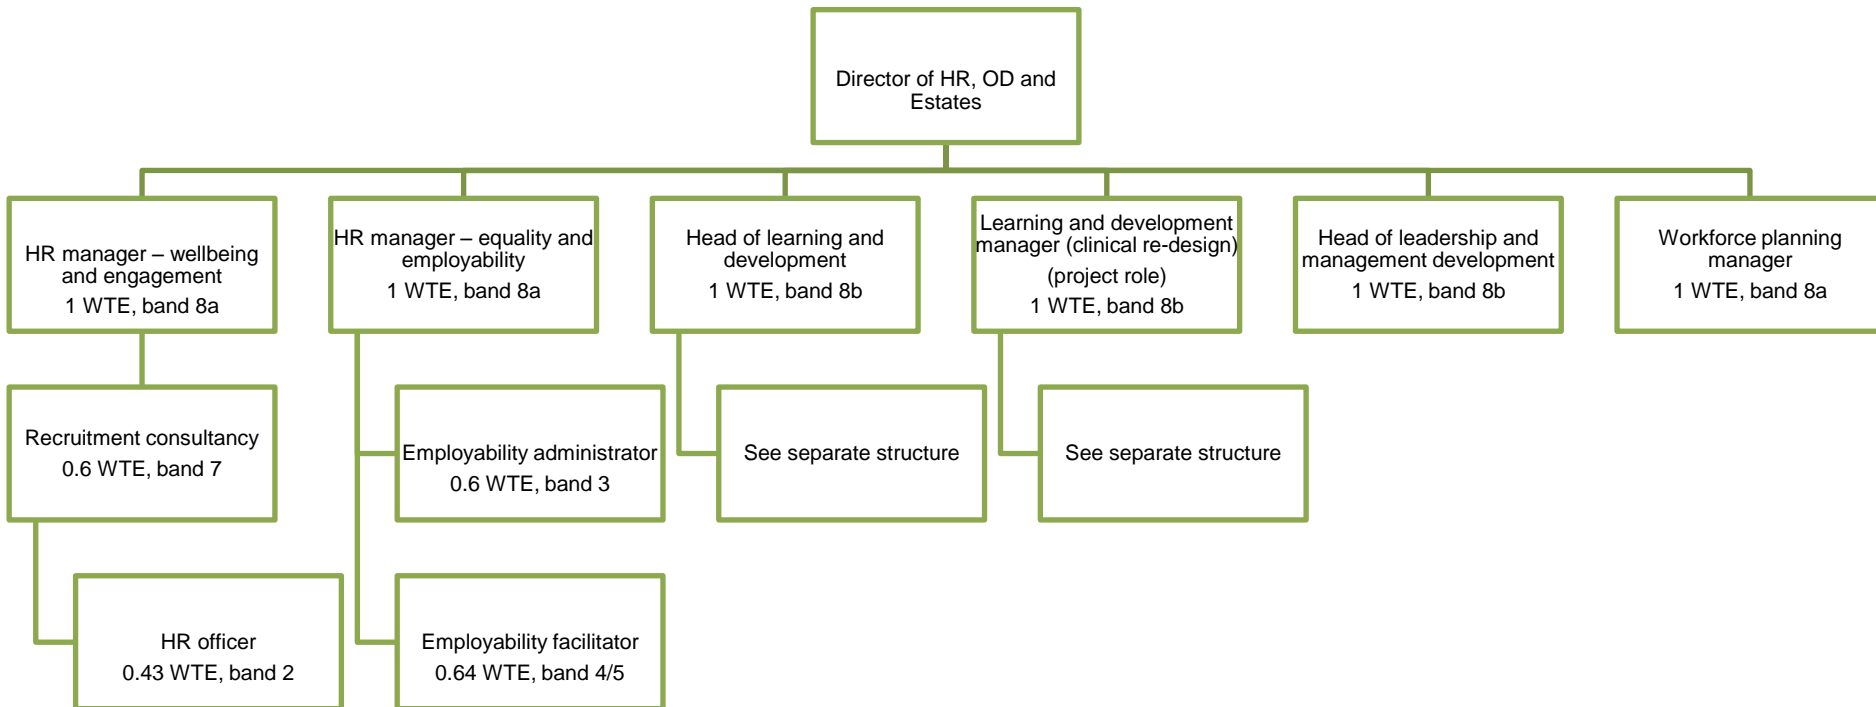 Director of HR, OD and
Estates
HR manager – wellbeing
and engagement
1 WTE, band 8a
HR manager – equality and
employability
1 WTE, band 8a
Head of learning and
development
1 WTE, band 8b
Learning and development
manager (clinical re-design)
(project role)
1 WTE, band 8b
Head of leadership and
management development
1 WTE, band 8b
Workforce planning
manager
1 WTE, band 8a
Recruitment consultancy
0.6 WTE, band 7
Employability administrator
0.6 WTE, band 3
See separate structure
See separate structure
HR officer
0.43 WTE, band 2
Employability facilitator
0.64 WTE, band 4/5